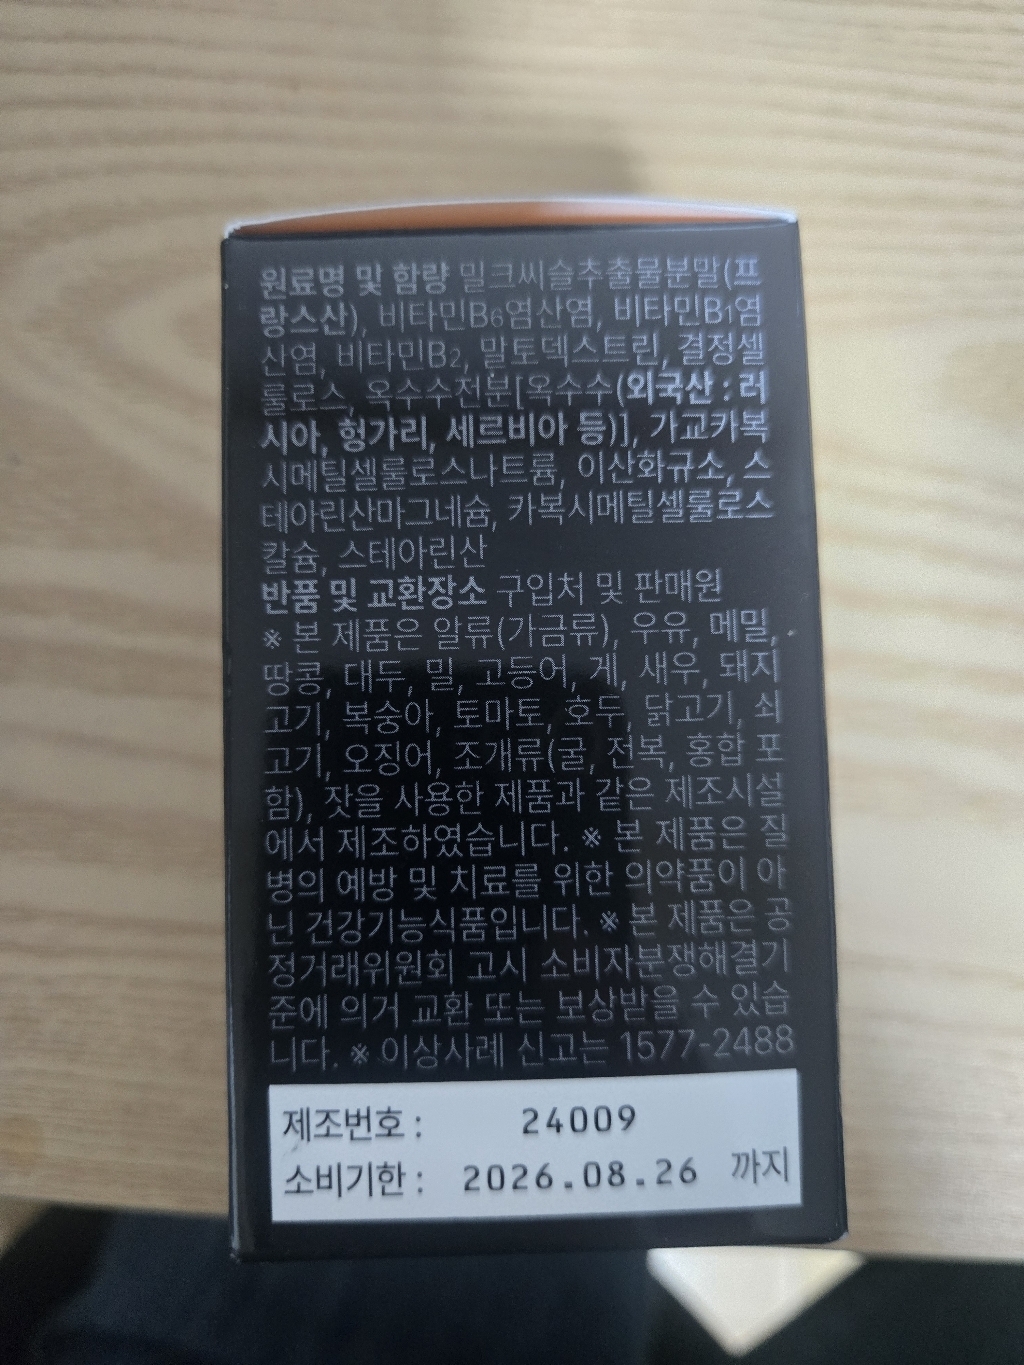 원료명 및 함량 밀크씨슬추출물분말(프
랑스산), 비타민B6염산염, 비타민B1염
산염, 비타민B2, 말토덱스트린, 결정셀
룰로스, 옥수수전분[옥수수(외국산 : 러
시아, 헝가리, 세르비아 등)], 가교카복
시메틸셀룰로스나트륨, 이산화규소, 스
테아린산마그네슘, 카복시메틸셀룰로스
칼슘, 스테아린산
반품 및 교환장소 구입처 및 판매원
※ 본 제품은 알류(가금류), 우유, 메밀,
땅콩, 대두, 밀, 고등어, 게, 새우, 돼지
고기, 복숭아, 토마토, 호두, 닭고기, 쇠
고기, 오징어, 조개류(굴, 전복, 홍합 포
함), 잣을 사용한 제품과 같은 제조시설
에서 제조하였습니다. ※ 본 제품은 질
병의 예방 및 치료를 위한 의약품이 아
닌 건강기능식품입니다. ※ 본 제품은 공
정거래위원회 고시 소비자분쟁해결기
준에 의거 교환 또는 보상받을 수 있습
니다. ※ 이상사례 신고는 1577-2488
제조번호 : 24009
소비기한 : 2026.08.26 까지